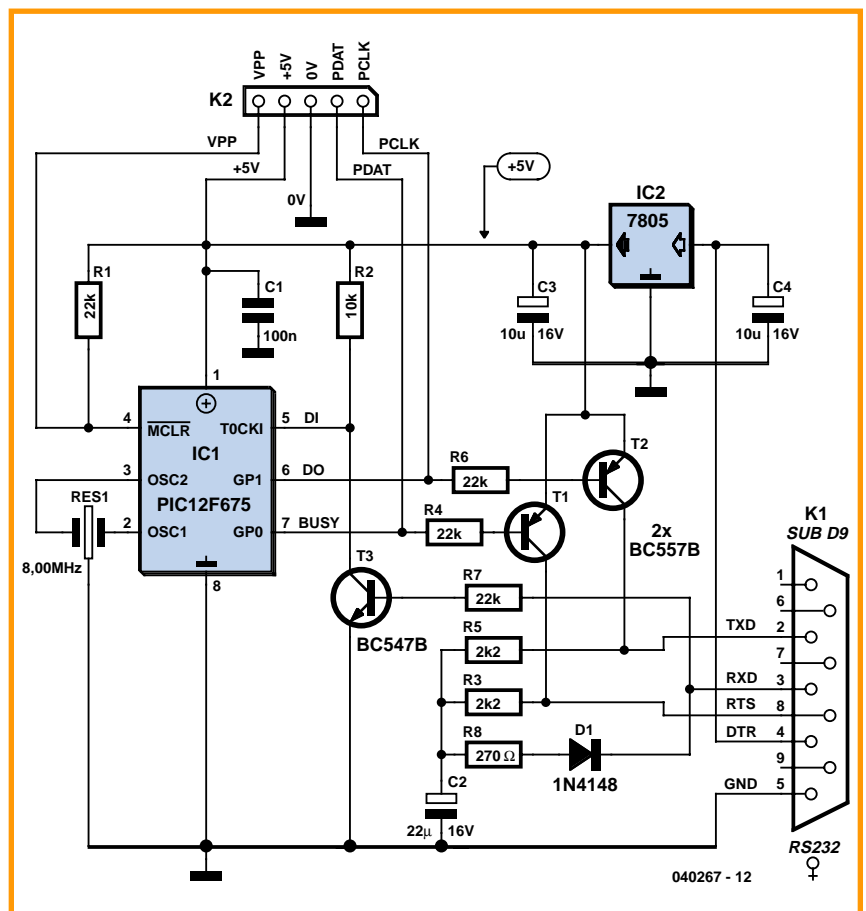 VPP
+5V
0V
PDAT
PCLK
K2
VPP
PCLK
+5V
PDAT
0V
+5V
IC2
7805
R1
22k
C1
100n
R2
10k
C3
10u 16V
C4
10u 16V
1
4 MCLR T0CKI 5 DI
IC1
3 OSC2 GP1 6 DO
PIC12F675
2 OSC1 GP0 7 BUSY
8
RES1
8,00MHz
R6
22k
R4
22k
T2
T1
2x
BC557B
T3
BC547B
R7
22k
R5
2k2
R3
2k2
R8
270 Ω
D1
1N4148
C2
22µ 16V
K1
SUB D9
1
6
TXD 2
7
RXD 3
RTS 8
DTR 4
9
GND 5
RS232
040267 - 12